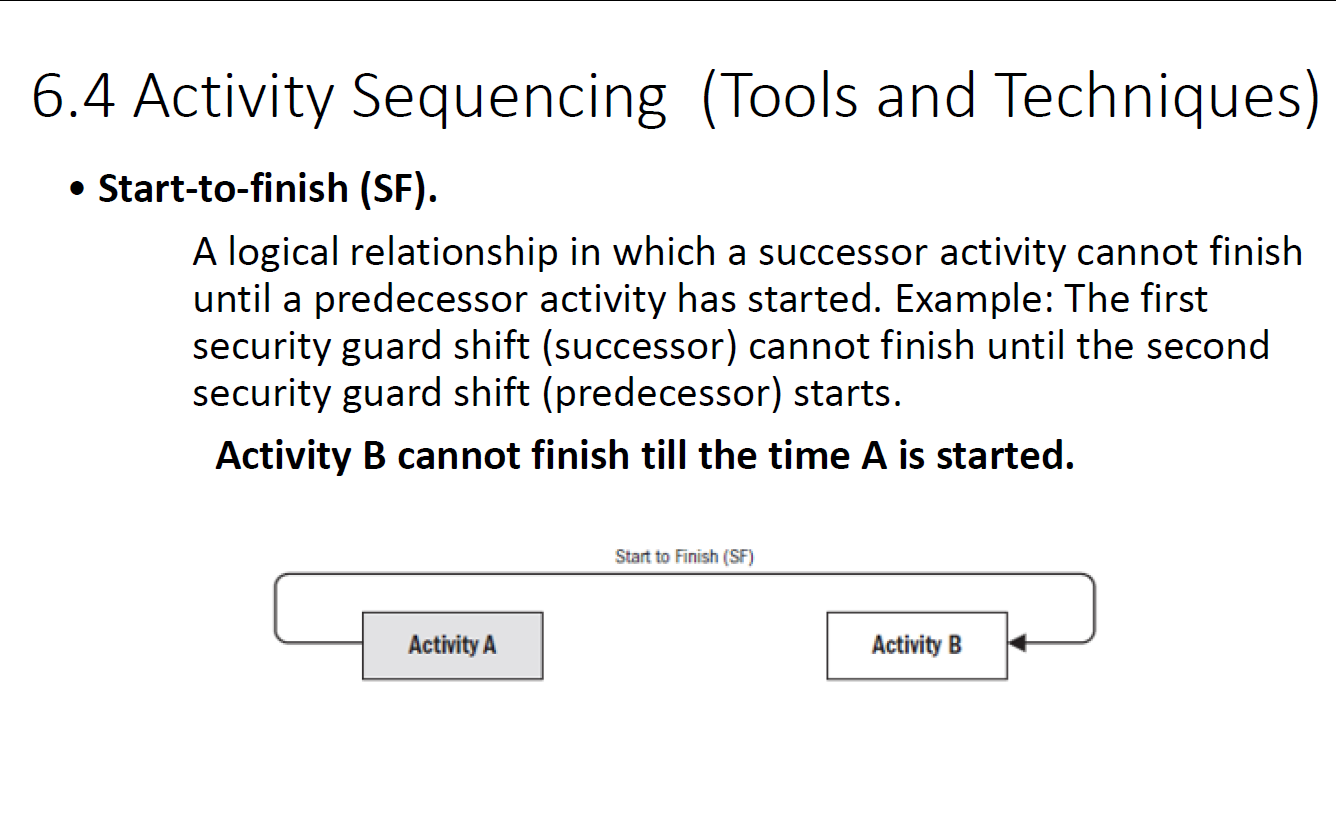 6.4 Activity Sequencing  (Tools and Techniques)
• Start-to-finish (SF).
A logical relationship in which a successor activity cannot finish
until a predecessor activity has started. Example: The first
security guard shift (successor) cannot finish until the second
security guard shift (predecessor) starts.
Activity B cannot finish till the time A is started.
Start to Finish (SF)
Activity A
Activity B